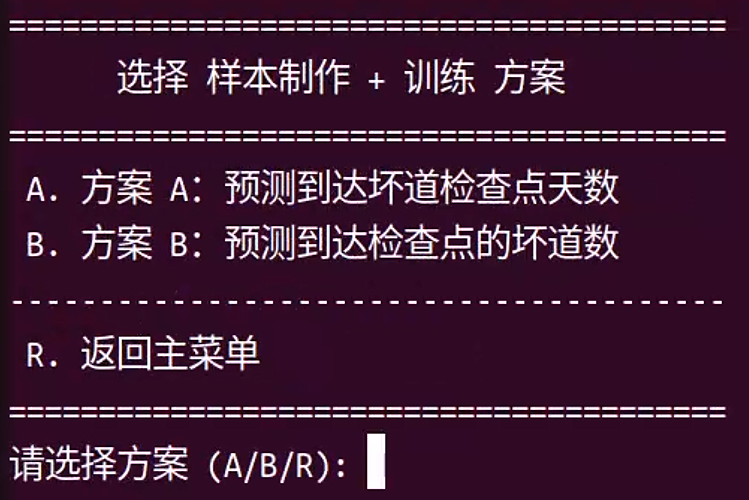 ========================================
选择 样本制作 + 训练 方案
========================================
A. 方案 A：预测到达坏道检查点天数
B. 方案 B：预测到达检查点的坏道数
----------------------------------------
R. 返回主菜单
========================================
请选择方案 (A/B/R):